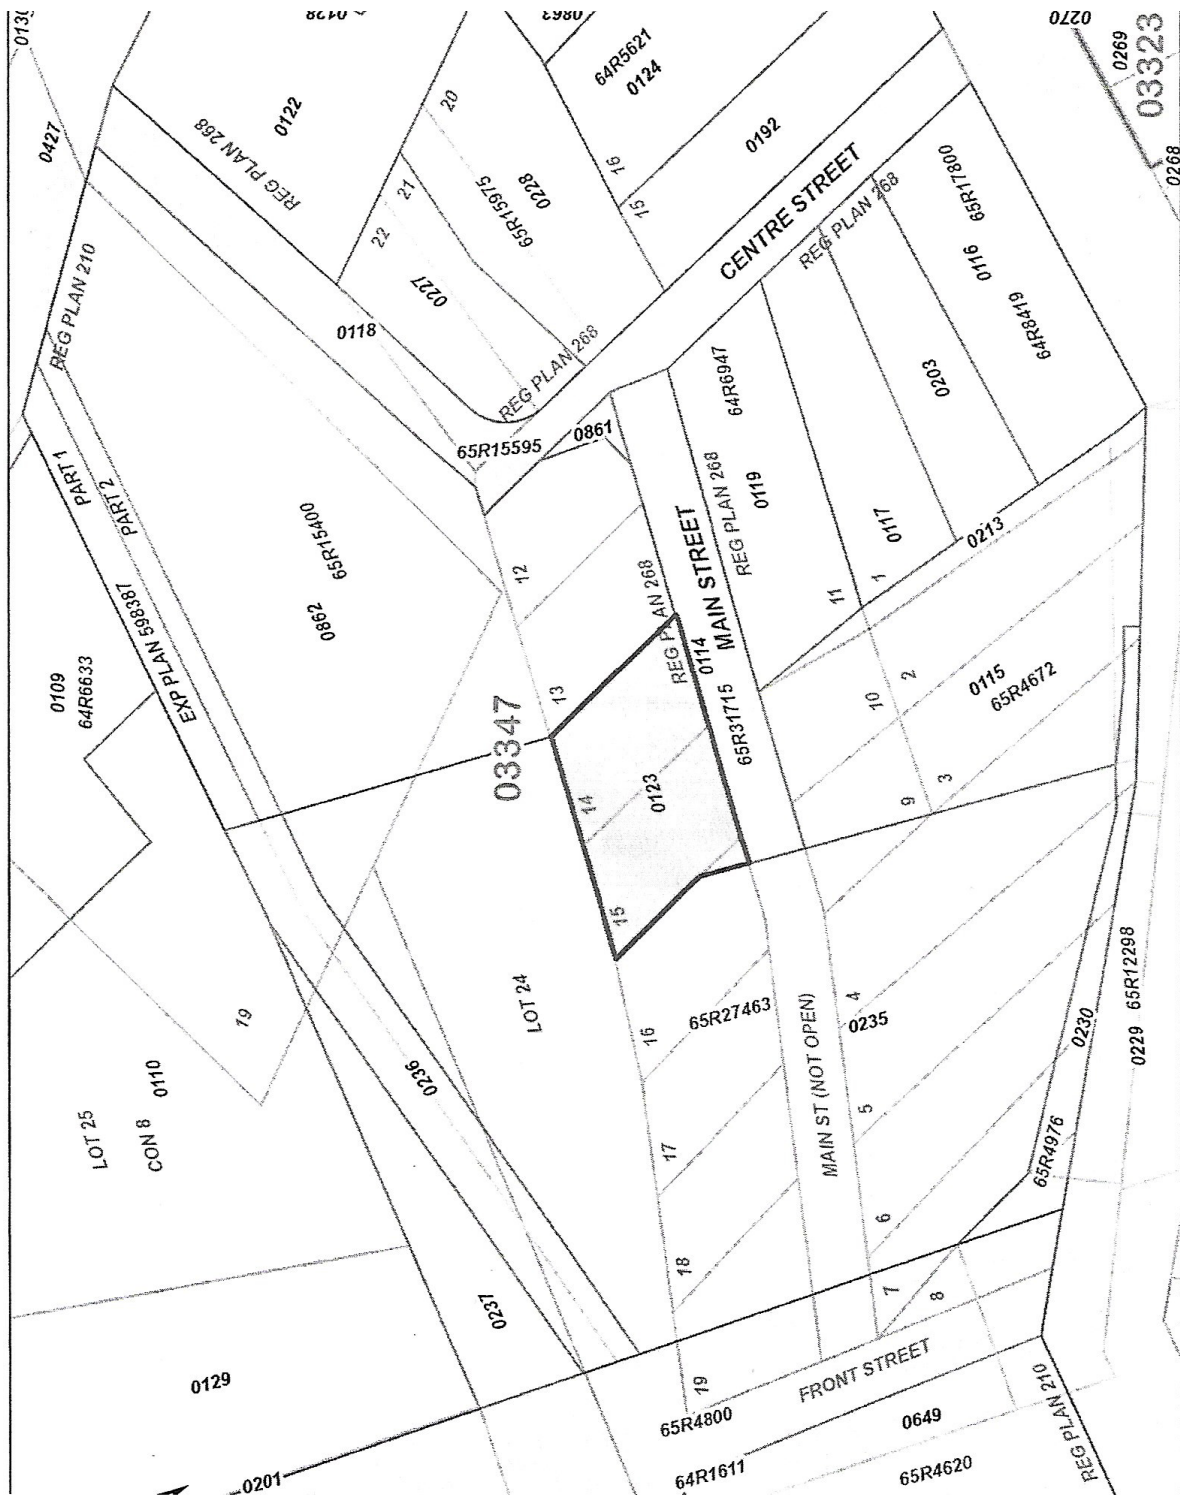 0130
0128
0863
0270
0269
03323
0268
0427
REG PLAN 268
0122
64R5621
0124
20
16
15
0192
21
22
65R15975
0228
0227
CENTRE STREET
REG PLAN 268
65R17800
0116
64R8419
REG PLAN 210
0118
REG PLAN 268
0203
64R6947
65R15595
0861
MAIN STREET
REG PLAN 268
0119
0117
0213
PART 1
PART 2
EXP PLAN 598387
0862
65R15400
12
REG PLAN 268
1
11
0109
64R6633
03347
13
0114
65R31715
2
10
0115
65R4672
14
0123
9
3
15
LOT 24
19
16
65R27463
MAIN ST (NOT OPEN)
4
0235
0230
0229
65R12298
0236
LOT 25
CON 8
0110
17
5
65R4976
18
6
7
8
0237
19
FRONT STREET
0129
65R4800
0649
REG PLAN 210
0201
64R1611
65R4620